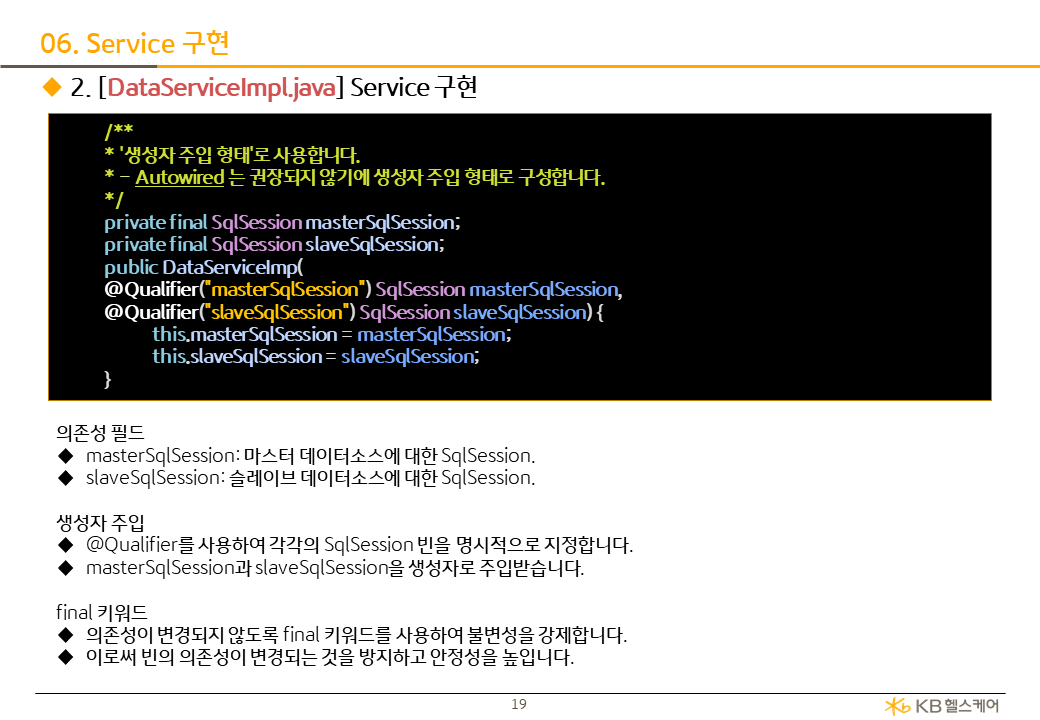 06. Service 구현
◆ 2. [DataServiceImpl.java] Service 구현
/**
* '생성자 주입 형태'로 사용합니다.
* - Autowired 는 권장되지 않기에 생성자 주입 형태로 구성합니다.
*/
private final SqlSession masterSqlSession;
private final SqlSession slaveSqlSession;
public DataServiceImp(
@Qualifier("masterSqlSession") SqlSession masterSqlSession,
@Qualifier("slaveSqlSession") SqlSession slaveSqlSession) {
this.masterSqlSession = masterSqlSession;
this.slaveSqlSession = slaveSqlSession;
}
의존성 필드
◆ masterSqlSession: 마스터 데이터소스에 대한 SqlSession.
◆ slaveSqlSession: 슬레이브 데이터소스에 대한 SqlSession.
생성자 주입
◆ @Qualifier를 사용하여 각각의 SqlSession 빈을 명시적으로 지정합니다.
◆ masterSqlSession과 slaveSqlSession을 생성자로 주입받습니다.
final 키워드
◆ 의존성이 변경되지 않도록 final 키워드를 사용하여 불변성을 강제합니다.
◆ 이로써 빈의 의존성이 변경되는 것을 방지하고 안정성을 높입니다.
19
KB헬스케어